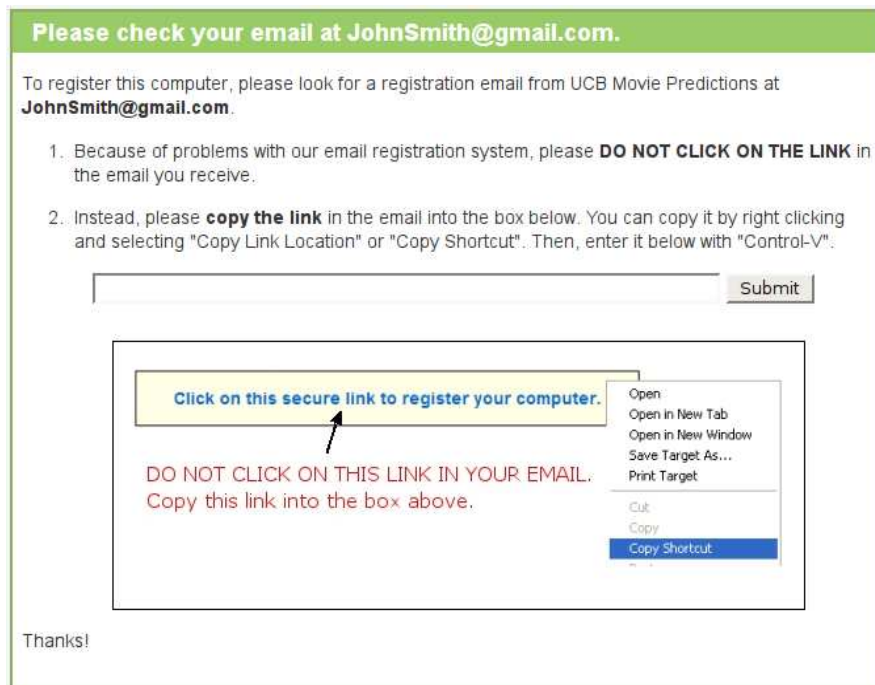 Please check your email at JohnSmith@gmail.com.
To register this computer, please look for a registration email from UCB Movie Predictions at
JohnSmith@gmail.com.
1. Because of problems with our email registration system, please DO NOT CLICK ON THE LINK in
the email you receive.
2. Instead, please copy the link in the email into the box below. You can copy it by right clicking
and selecting "Copy Link Location" or "Copy Shortcut". Then, enter it below with "Control-V".
Submit
Click on this secure link to register your computer.
DO NOT CLICK ON THIS LINK IN YOUR EMAIL.
Copy this link into the box above.
Open
Open in New Tab
Open in New Window
Save Target As...
Print Target
Cut
Copy
Copy Shortcut
Thanks!